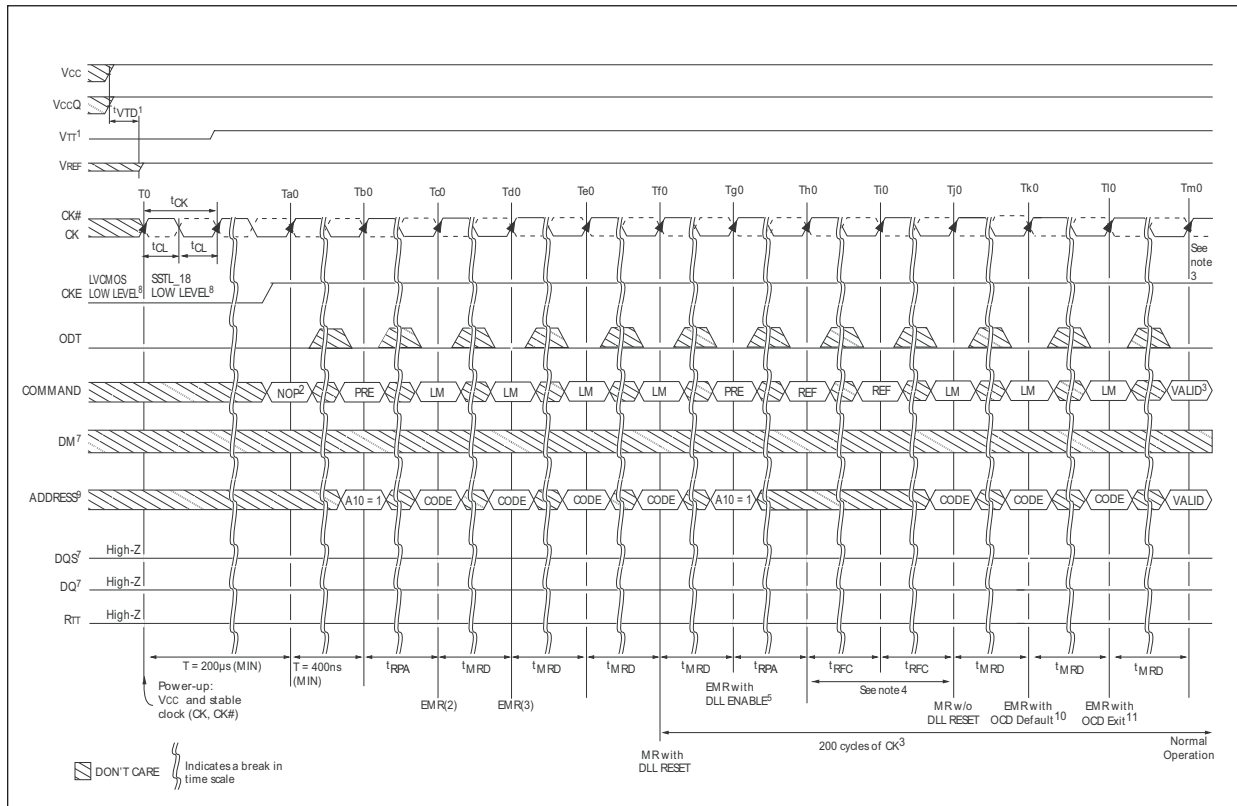 VCC
VCCQ
tVTD1
VTT1
VREF
T0 Ta0 Tb0 Tc0 Td0 Te0 Tf0 Tg0 Th0 Ti0 Tj0 Tk0 Tl0 Tm0
tCK
CK#
CK
tCL tCL
See
note
3
LVCMOS
LOW LEVEL8
SSTL_18
LOW LEVEL8
CKE
ODT
COMMAND NOP2 PRE LM LM LM LM PRE REF REF LM LM LM VALID3
DM7
ADDRESS9 A10 = 1 CODE CODE CODE CODE A10 = 1 CODE CODE CODE VALID
DQS7 High-Z
DQ7 High-Z
RTT High-Z
T = 200µs (MIN) T = 400ns
(MIN)
tRPA tMRD tMRD tMRD tMRD tRPA tRFC tRFC tMRD tMRD tMRD
Power-up:
VCC and stable
clock (CK, CK#)
EMR(2) EMR(3)
EMR with
DLL ENABLE5
See note 4
MR w/o
DLL RESET
EMR with
OCD Default10
EMR with
OCD Exit11
MR with
DLL RESET
200 cycles of CK3
Normal
Operation
DON'T CARE
Indicates a break in
time scale